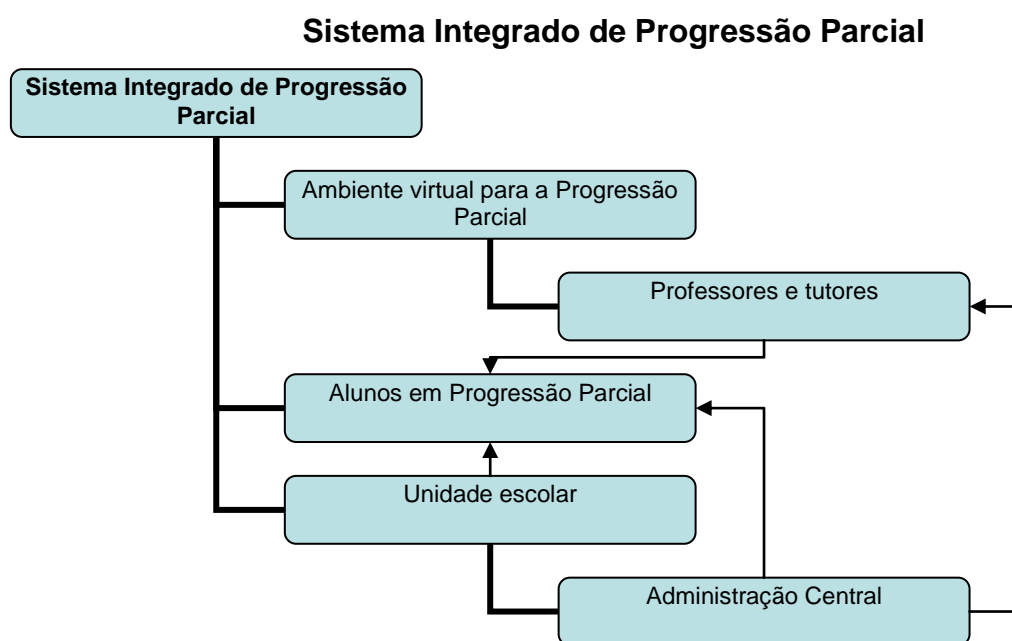 Sistema Integrado de Progressão Parcial
Sistema Integrado de Progressão
Parcial
Ambiente virtual para a Progressão
Parcial
Professores e tutores
Alunos em Progressão Parcial
Unidade escolar
Administração Central